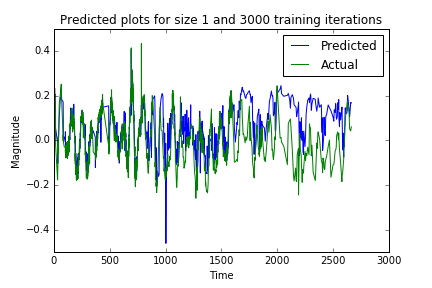 Predicted plots for size 1 and 3000 training iterations
Predicted
Actual
Magnitude
0.4
0.2
0.0
−0.2
−0.4
0 500 1000 1500 2000 2500 3000
Time